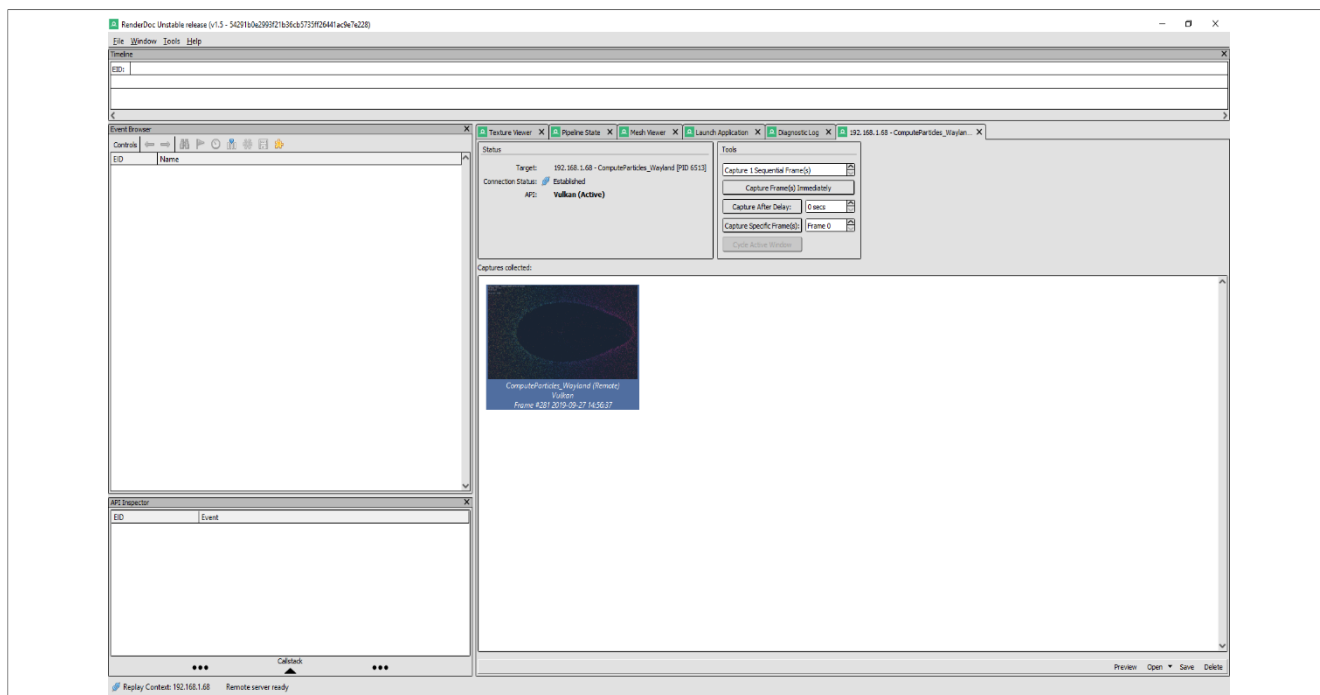 RenderDoc Unstable release (v1.5 - 54291b0e2993f21b36cb5735ff26441ac9e7e228)
File Window Tools Help
Timeline
EID:
Event Browser
Controls
EID Name
Texture Viewer Pipeline State Mesh Viewer Launch Application Diagnostic Log 192.168.1.68 - ComputeParticles_Waylan...
Status
Target: 192.168.1.68 - ComputeParticles_Wayland [PID 6513]
Connection Status: Established
API: Vulkan (Active)
Tools
Capture 1 Sequential Frame(s)
Capture Frame(s) Immediately
Capture After Delay: 0 secs
Capture Specific Frame(s): Frame 0
Cycle Active Window
Captures collected:
ComputeParticles_Wayland (Remote)
Vulkan
Frame #281 2019-09-27 14:56:37
API Inspector
EID Event
Callstack
Preview Open Save Delete
Replay Context: 192.168.1.68 Remote server ready